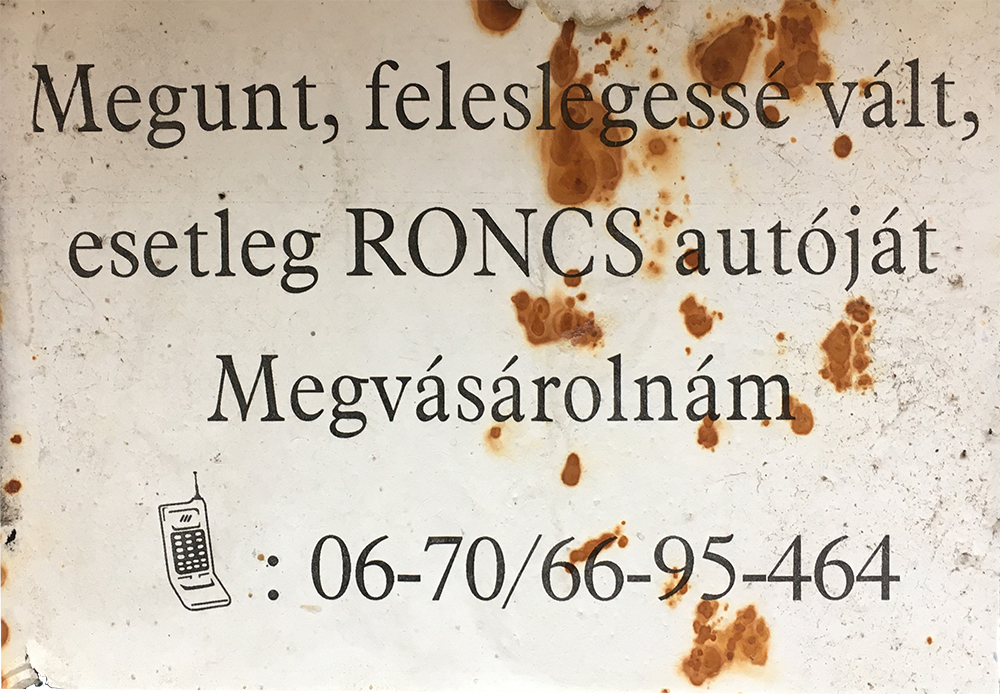 Megunt, feleslegessé vált,
esetleg RONCS autóját
Megvásárolnám
: 06-70/66-95-464